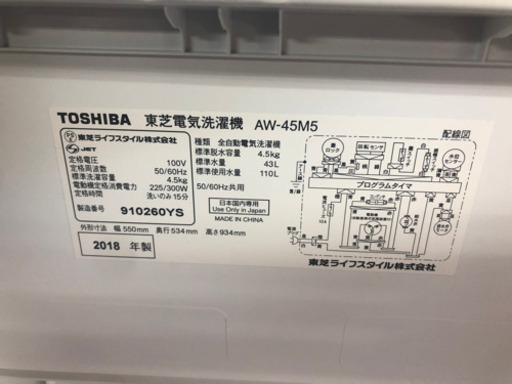 TOSHIBA 東芝電気洗濯機 AW-45M5
東芝ライフスタイル株式会社
JET
定格電圧 100V
定格周波数 50/60Hz
標準洗濯容量 4.5kg
電動機定格消費電力 225/300W
定格時間 洗いのみ15分
製造番号 910260YS
種類 全自動電気洗濯機
標準脱水容量 4.5kg
標準水量 43L
標準使用水量 110L
50/60Hz共用
日本国内専用
Use Only in Japan
MADE IN CHINA
外形寸法 幅550mm 奥行534mm 高さ934mm
2018 年製
配線図
プログラムタイマ
東芝ライフスタイル株式会社